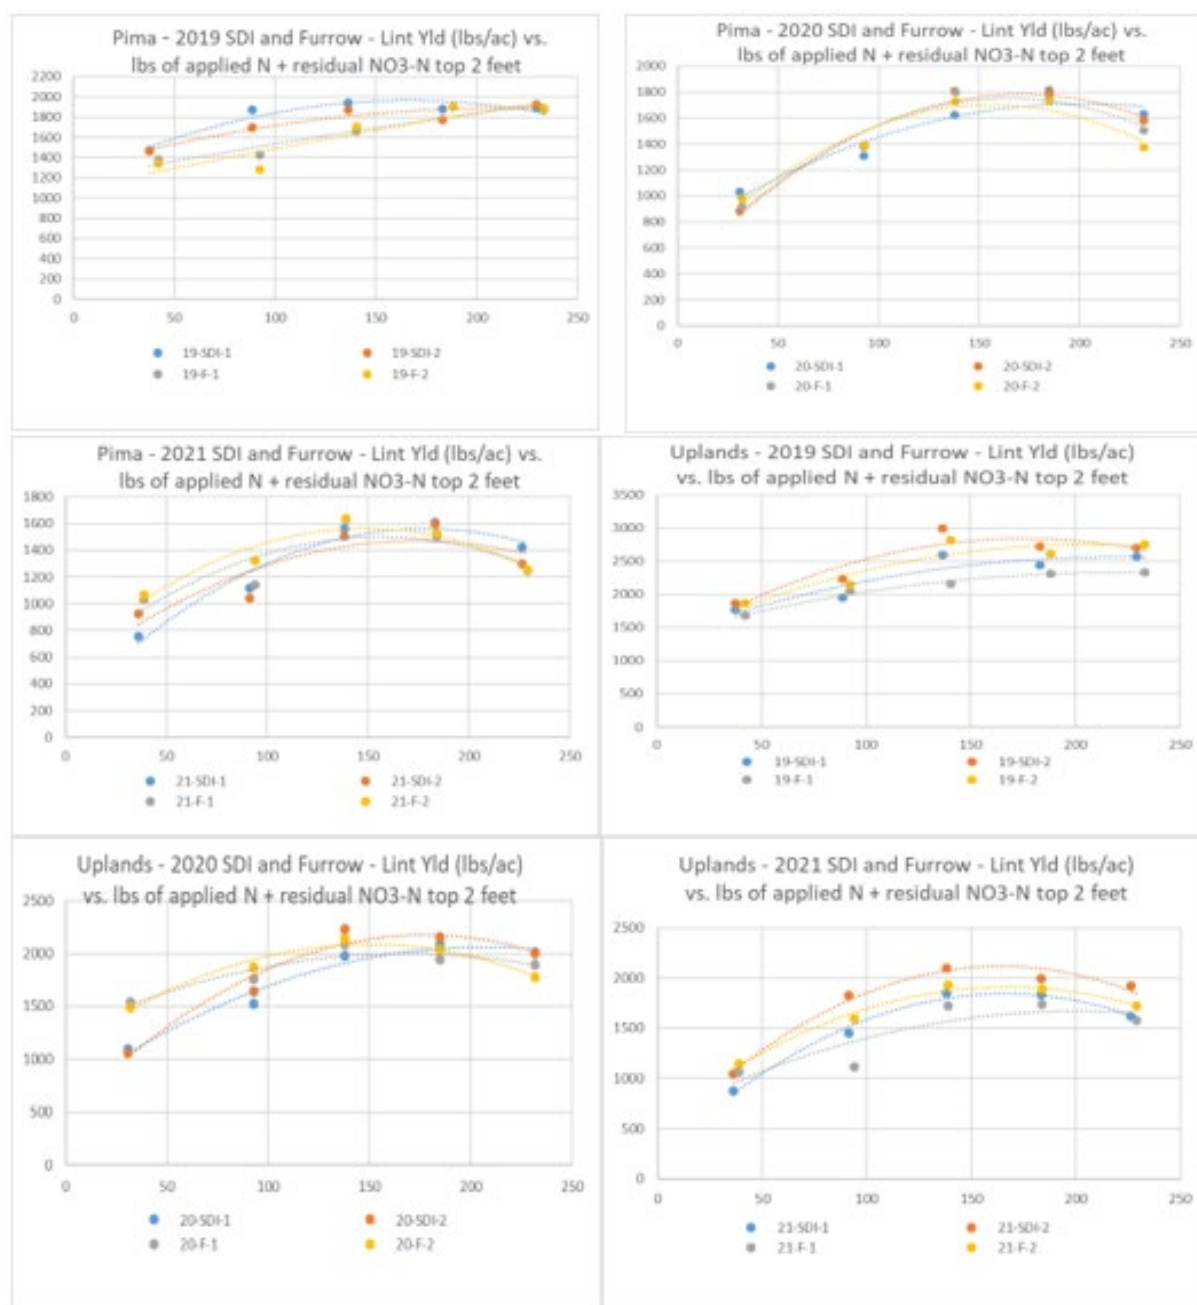 Pima - 2019 SDI and Furrow - Lint Yld (lbs/ac) vs.
lbs of applied N + residual NO3-N top 2 feet
2200
2000
1800
1600
1400
1200
1000
800
600
400
200
0
0 50 100 150 200 250
19-SDI-1 19-SDI-2
19-F-1 19-F-2
Pima - 2020 SDI and Furrow - Lint Yld (lbs/ac) vs.
lbs of applied N + residual NO3-N top 2 feet
2000
1800
1600
1400
1200
1000
800
600
400
200
0
0 50 100 150 200 250
20-SDI-1 20-SDI-2
20-F-1 20-F-2
Pima - 2021 SDI and Furrow - Lint Yld (lbs/ac) vs.
lbs of applied N + residual NO3-N top 2 feet
1800
1600
1400
1200
1000
800
600
400
200
0
0 50 100 150 200 250
21-SDI-1 21-SDI-2
21-F-1 21-F-2
Uplands - 2019 SDI and Furrow - Lint Yld (lbs/ac)
vs. lbs of applied N + residual NO3-N top 2 feet
3500
3000
2500
2000
1500
1000
500
0
0 50 100 150 200 250
19-SDI-1 19-SDI-2
19-F-1 19-F-2
Uplands - 2020 SDI and Furrow - Lint Yld (lbs/ac)
vs. lbs of applied N + residual NO3-N top 2 feet
2500
2000
1500
1000
500
0
0 50 100 150 200 250
20-SDI-1 20-SDI-2
20-F-1 20-F-2
Uplands - 2021 SDI and Furrow - Lint Yld (lbs/ac)
vs. lbs of applied N + residual NO3-N top 2 feet
2500
2000
1500
1000
500
0
0 50 100 150 200 250
21-SDI-1 21-SDI-2
21-F-1 21-F-2